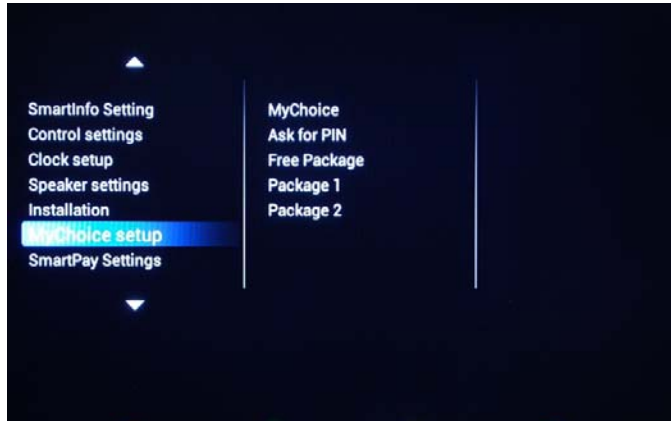 SmartInfo Setting
Control settings
Clock setup
Speaker settings
Installation
MyChoice setup
SmartPay Settings
MyChoice
Ask for PIN
Free Package
Package 1
Package 2